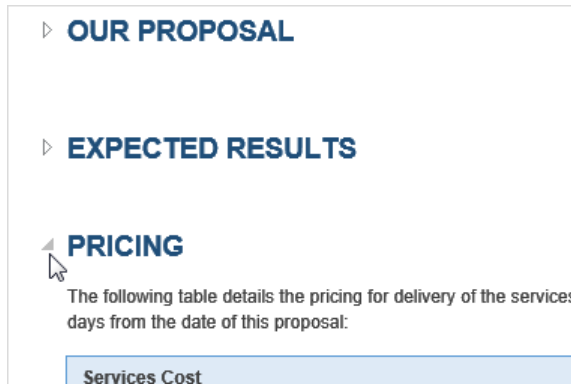 OUR PROPOSAL
EXPECTED RESULTS
PRICING
The following table details the pricing for delivery of the services
days from the date of this proposal:
Services Cost